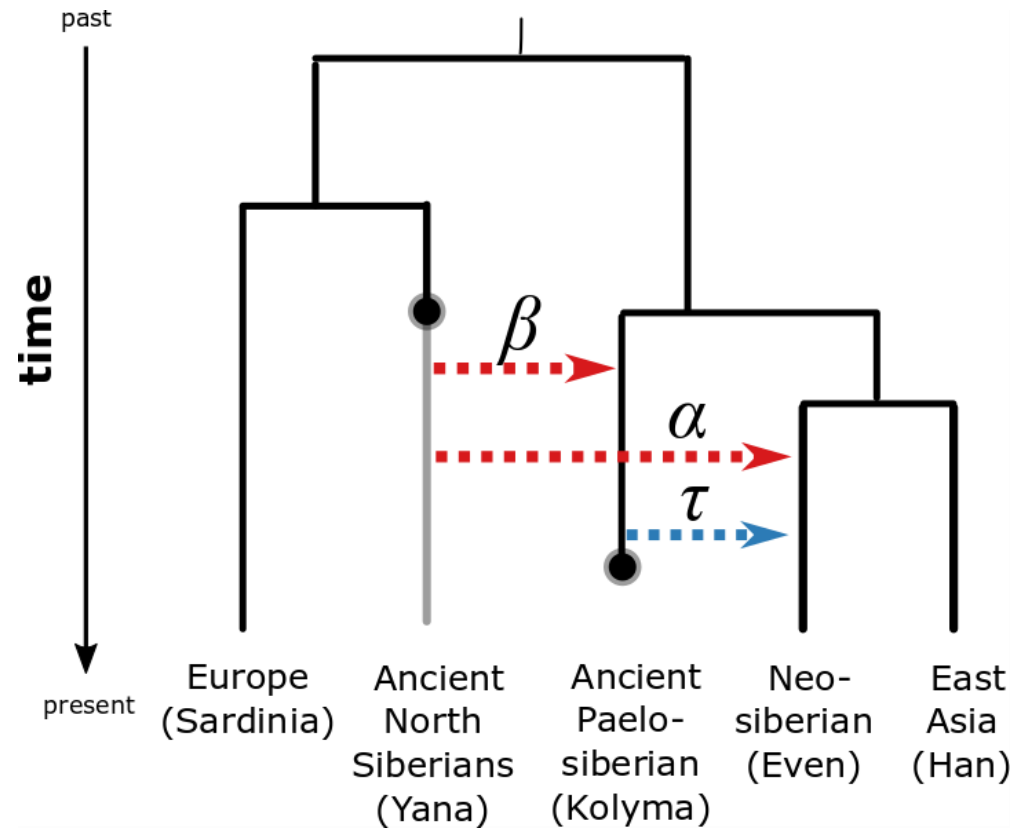 past
time
present
β
α
τ
Europe
(Sardinia)
Ancient
North
Siberians
(Yana)
Ancient
Paelo-
siberian
(Kolyma)
Neo-
siberian
(Even)
East
Asia
(Han)